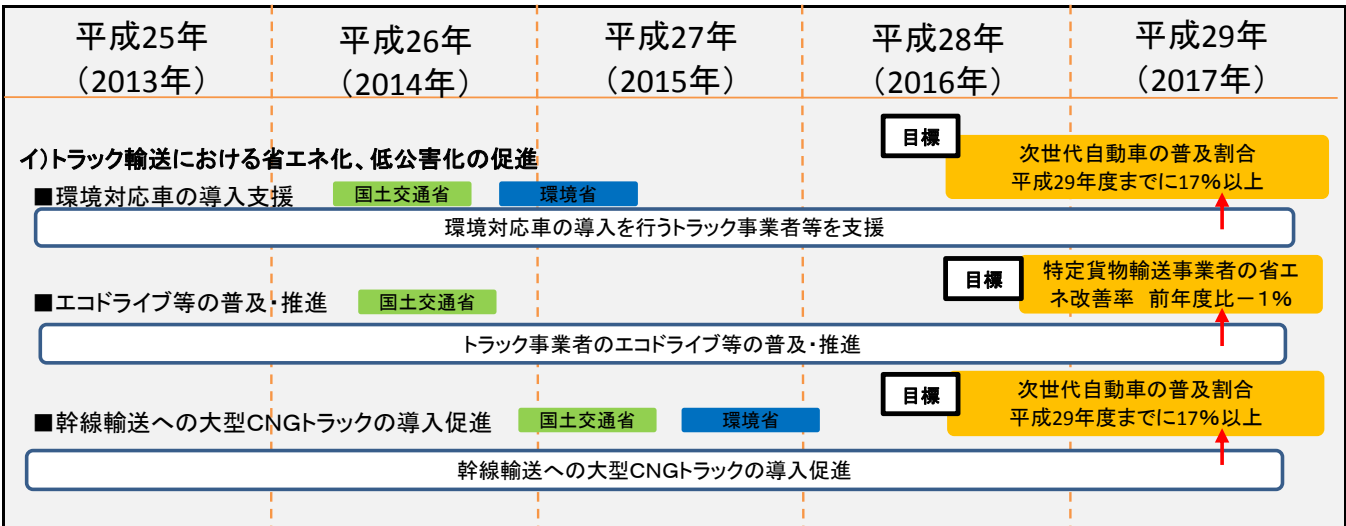 平成25年
(2013年)
平成26年
(2014年)
平成27年
(2015年)
平成28年
(2016年)
平成29年
(2017年)
イ)トラック輸送における省エネ化、低公害化の促進
目標
次世代自動車の普及割合
平成29年度までに17%以上
■環境対応車の導入支援
国土交通省
環境省
環境対応車の導入を行うトラック事業者等を支援
目標
特定貨物輸送事業者の省エ
ネ改善率 前年度比-1%
■エコドライブ等の普及・推進
国土交通省
トラック事業者のエコドライブ等の普及・推進
目標
次世代自動車の普及割合
平成29年度までに17%以上
■幹線輸送への大型CNGトラックの導入促進
国土交通省
環境省
幹線輸送への大型CNGトラックの導入促進